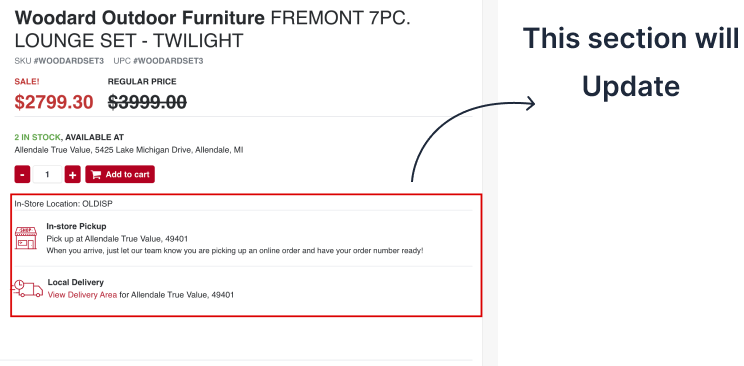 Woodard Outdoor Furniture FREMONT 7PC.
LOUNGE SET - TWILIGHT
SKU #WOODARDSET3 UPC #WOODARDSET3
SALE! REGULAR PRICE
$2799.30 $3999.00
2 IN STOCK, AVAILABLE AT
Allendale True Value, 5425 Lake Michigan Drive, Allendale, MI
- 1 + Add to cart
In-Store Location: OLDISP
SHOP
In-store Pickup
Pick up at Allendale True Value, 49401
When you arrive, just let our team know you are picking up an online order and have your order number ready!
Local Delivery
View Delivery Area for Allendale True Value, 49401
This section will
Update